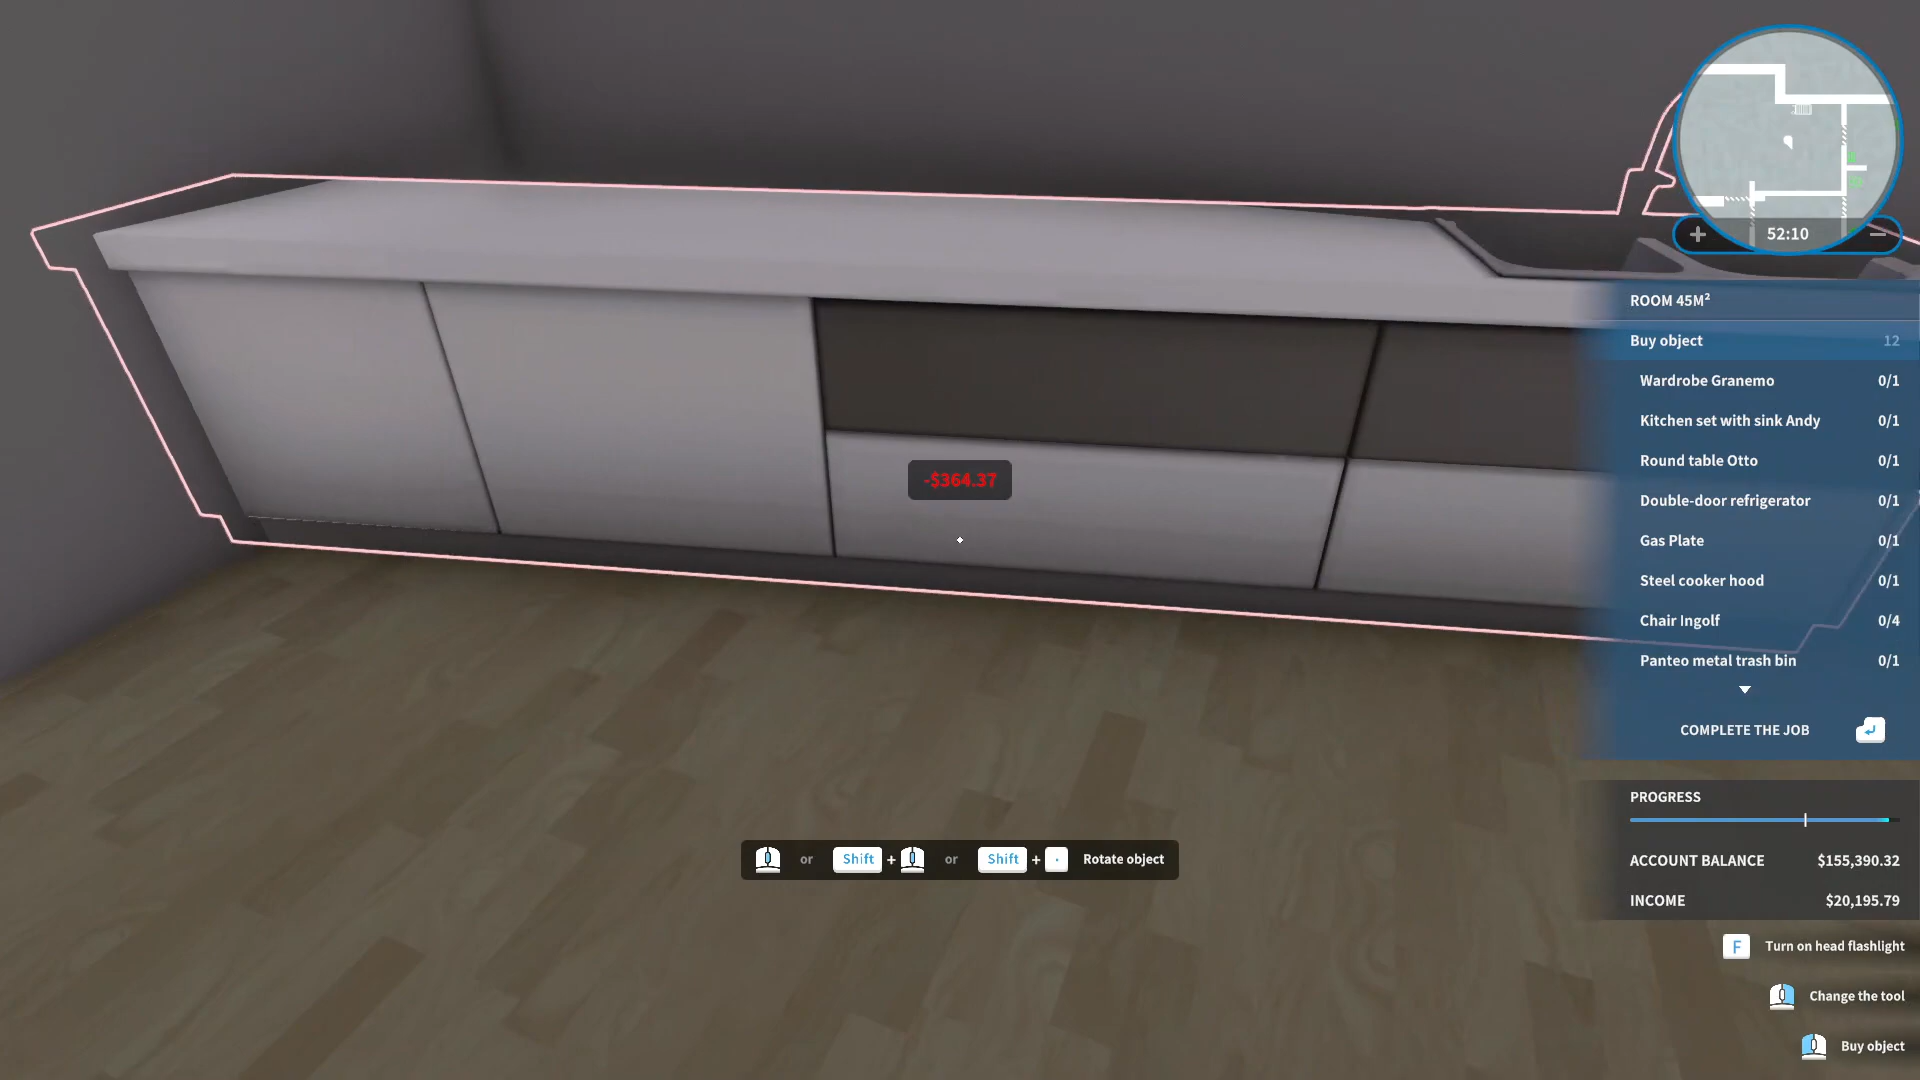 52:10
ROOM 45M²
Buy object 12
Wardrobe Granemo 0/1
Kitchen set with sink Andy 0/1
Round table Otto 0/1
Double-door refrigerator 0/1
Gas Plate 0/1
Steel cooker hood 0/1
Chair Ingolf 0/4
Panteo metal trash bin 0/1
COMPLETE THE JOB
-$364.37
PROGRESS
ACCOUNT BALANCE $155,390.32
INCOME $20,195.79
or Shift + or Shift + . Rotate object
F Turn on head flashlight
Change the tool
Buy object